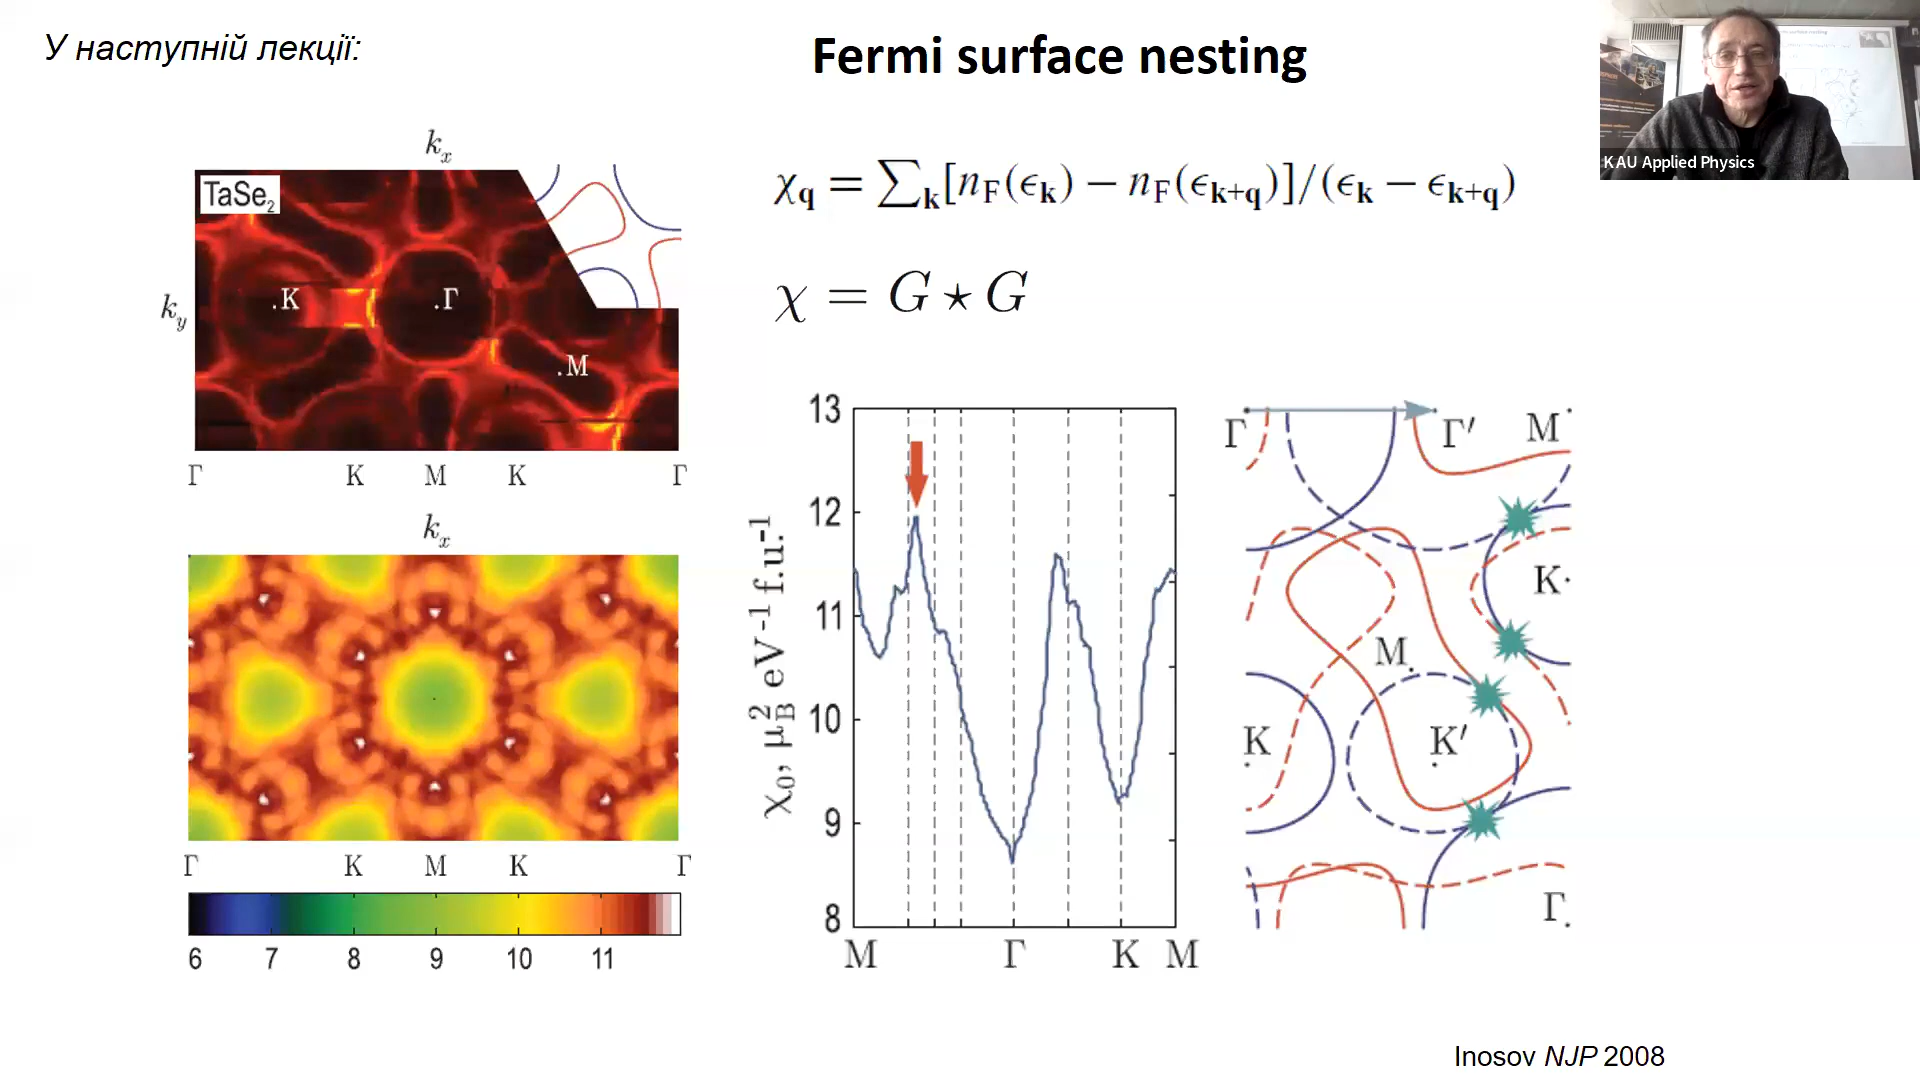 У наступній лекції:
Fermi surface nesting
KAU Applied Physics
χq = ∑k[nF(ϵk) − nF(ϵk+q)]/(ϵk − ϵk+q)
χ = G ⋆ G
kx
TaSe2
ky
.K
.Γ
.M
Γ K M K Γ
kx
Γ K M K Γ
6 7 8 9 10 11
χ0, μB2 eV-1 f.u.-1
13
12
11
10
9
8
M Γ K M
Γ Γ′ M
K
M
K K′
Γ
Inosov NJP 2008